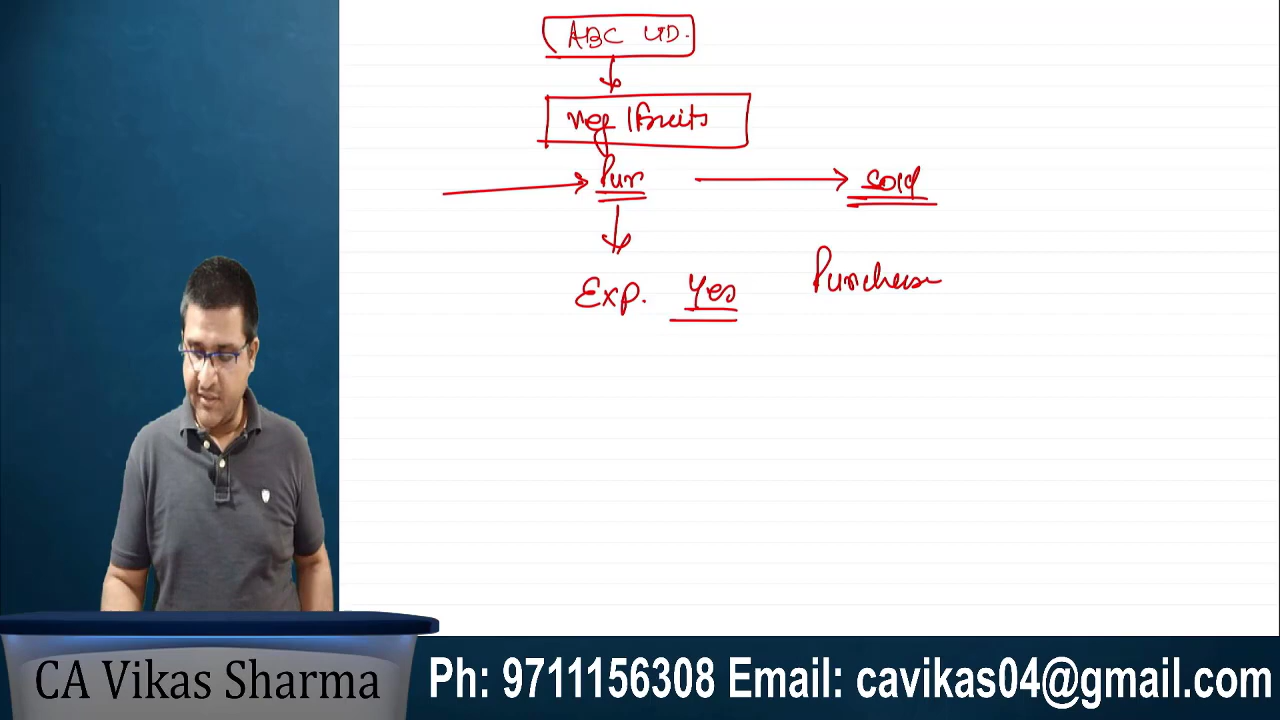 ABC LTD.
Veg / Fruits
Pur sold
Exp. Yes Purchase
CA Vikas Sharma
Ph: 9711156308 Email: cavikas04@gmail.com